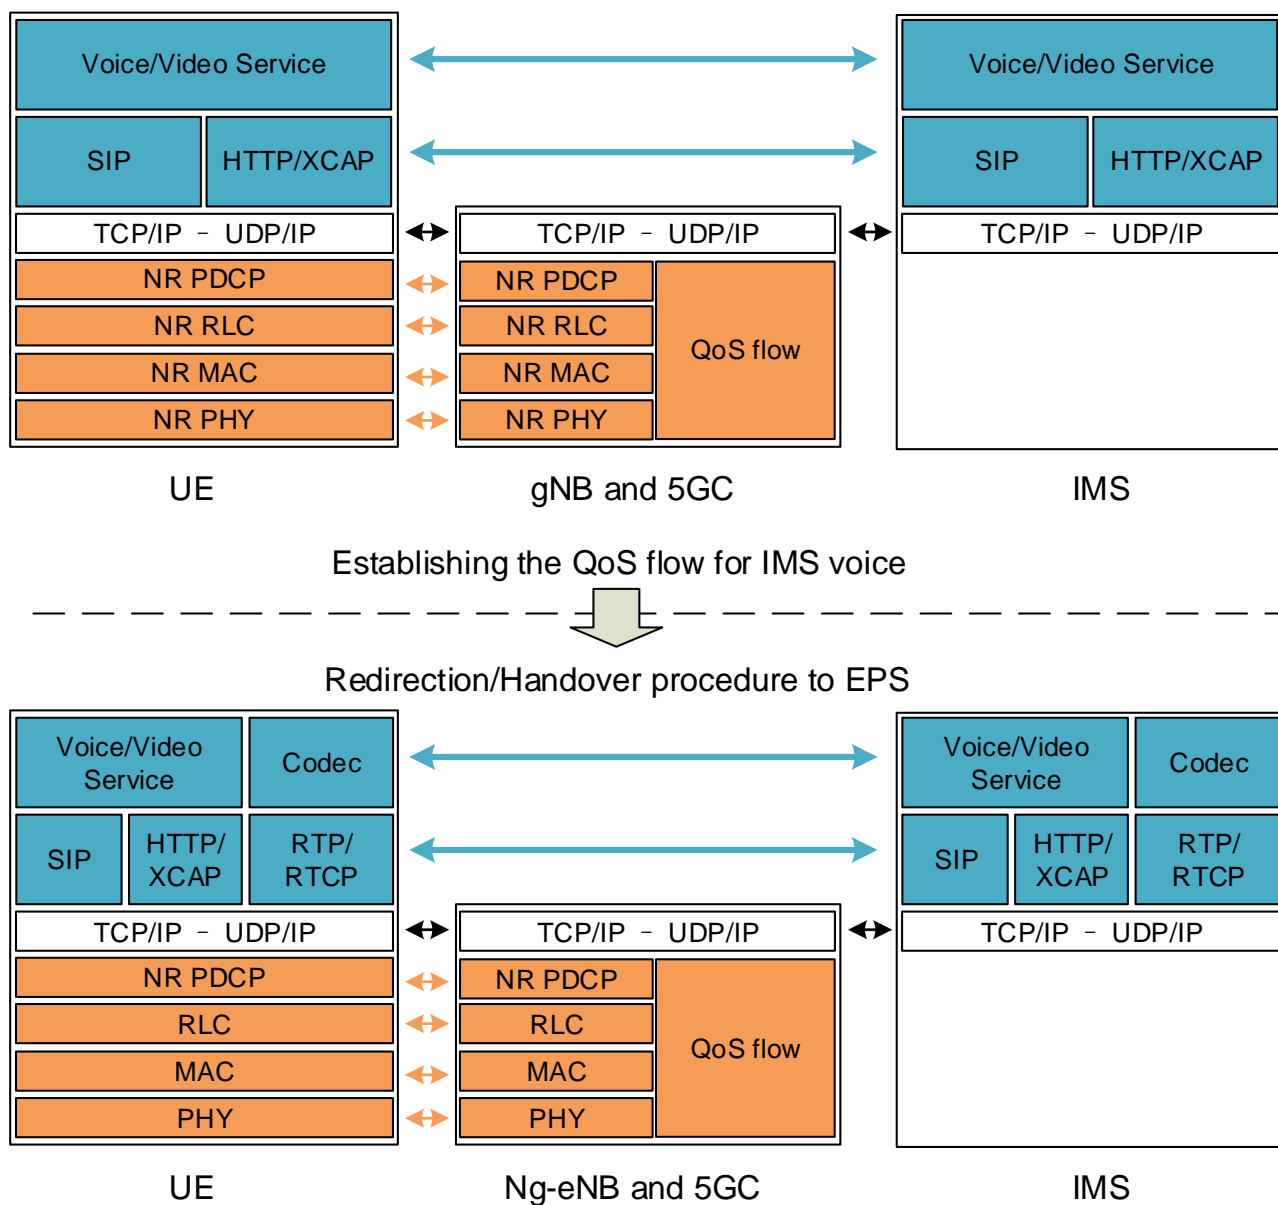 Voice/Video Service
Voice/Video Service
SIP
HTTP/XCAP
SIP
HTTP/XCAP
TCP/IP - UDP/IP
TCP/IP - UDP/IP
TCP/IP - UDP/IP
NR PDCP
NR PDCP
NR RLC
NR RLC
QoS flow
NR MAC
NR MAC
NR PHY
NR PHY
UE
gNB and 5GC
IMS
Establishing the QoS flow for IMS voice
Redirection/Handover procedure to EPS
Voice/Video
Service
Codec
Voice/Video
Service
Codec
SIP
HTTP/
XCAP
RTP/
RTCP
SIP
HTTP/
XCAP
RTP/
RTCP
TCP/IP - UDP/IP
TCP/IP - UDP/IP
TCP/IP - UDP/IP
NR PDCP
NR PDCP
RLC
RLC
QoS flow
MAC
MAC
PHY
PHY
UE
Ng-eNB and 5GC
IMS